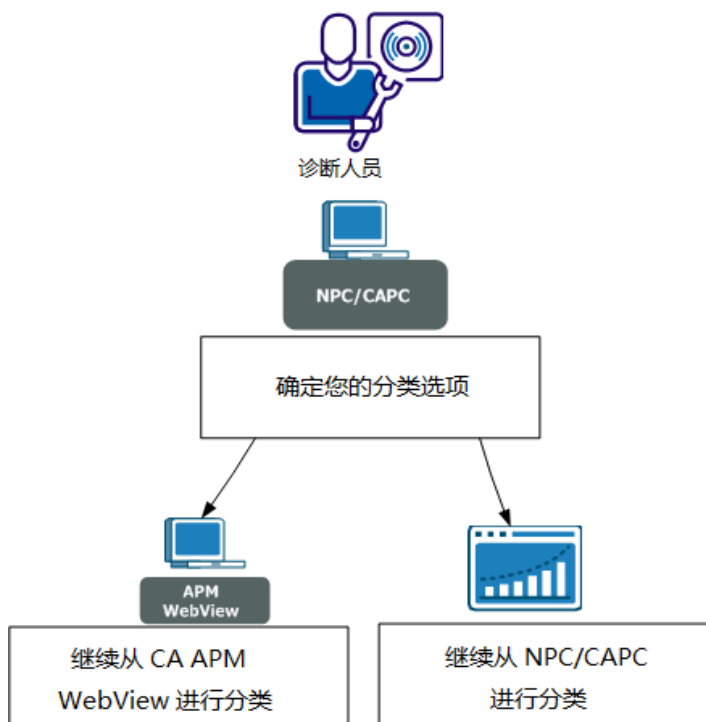 诊断人员
NPC/CAPC
确定您的分类选项
APM
WebView
继续从 CA APM
WebView 进行分类
继续从 NPC/CAPC
进行分类